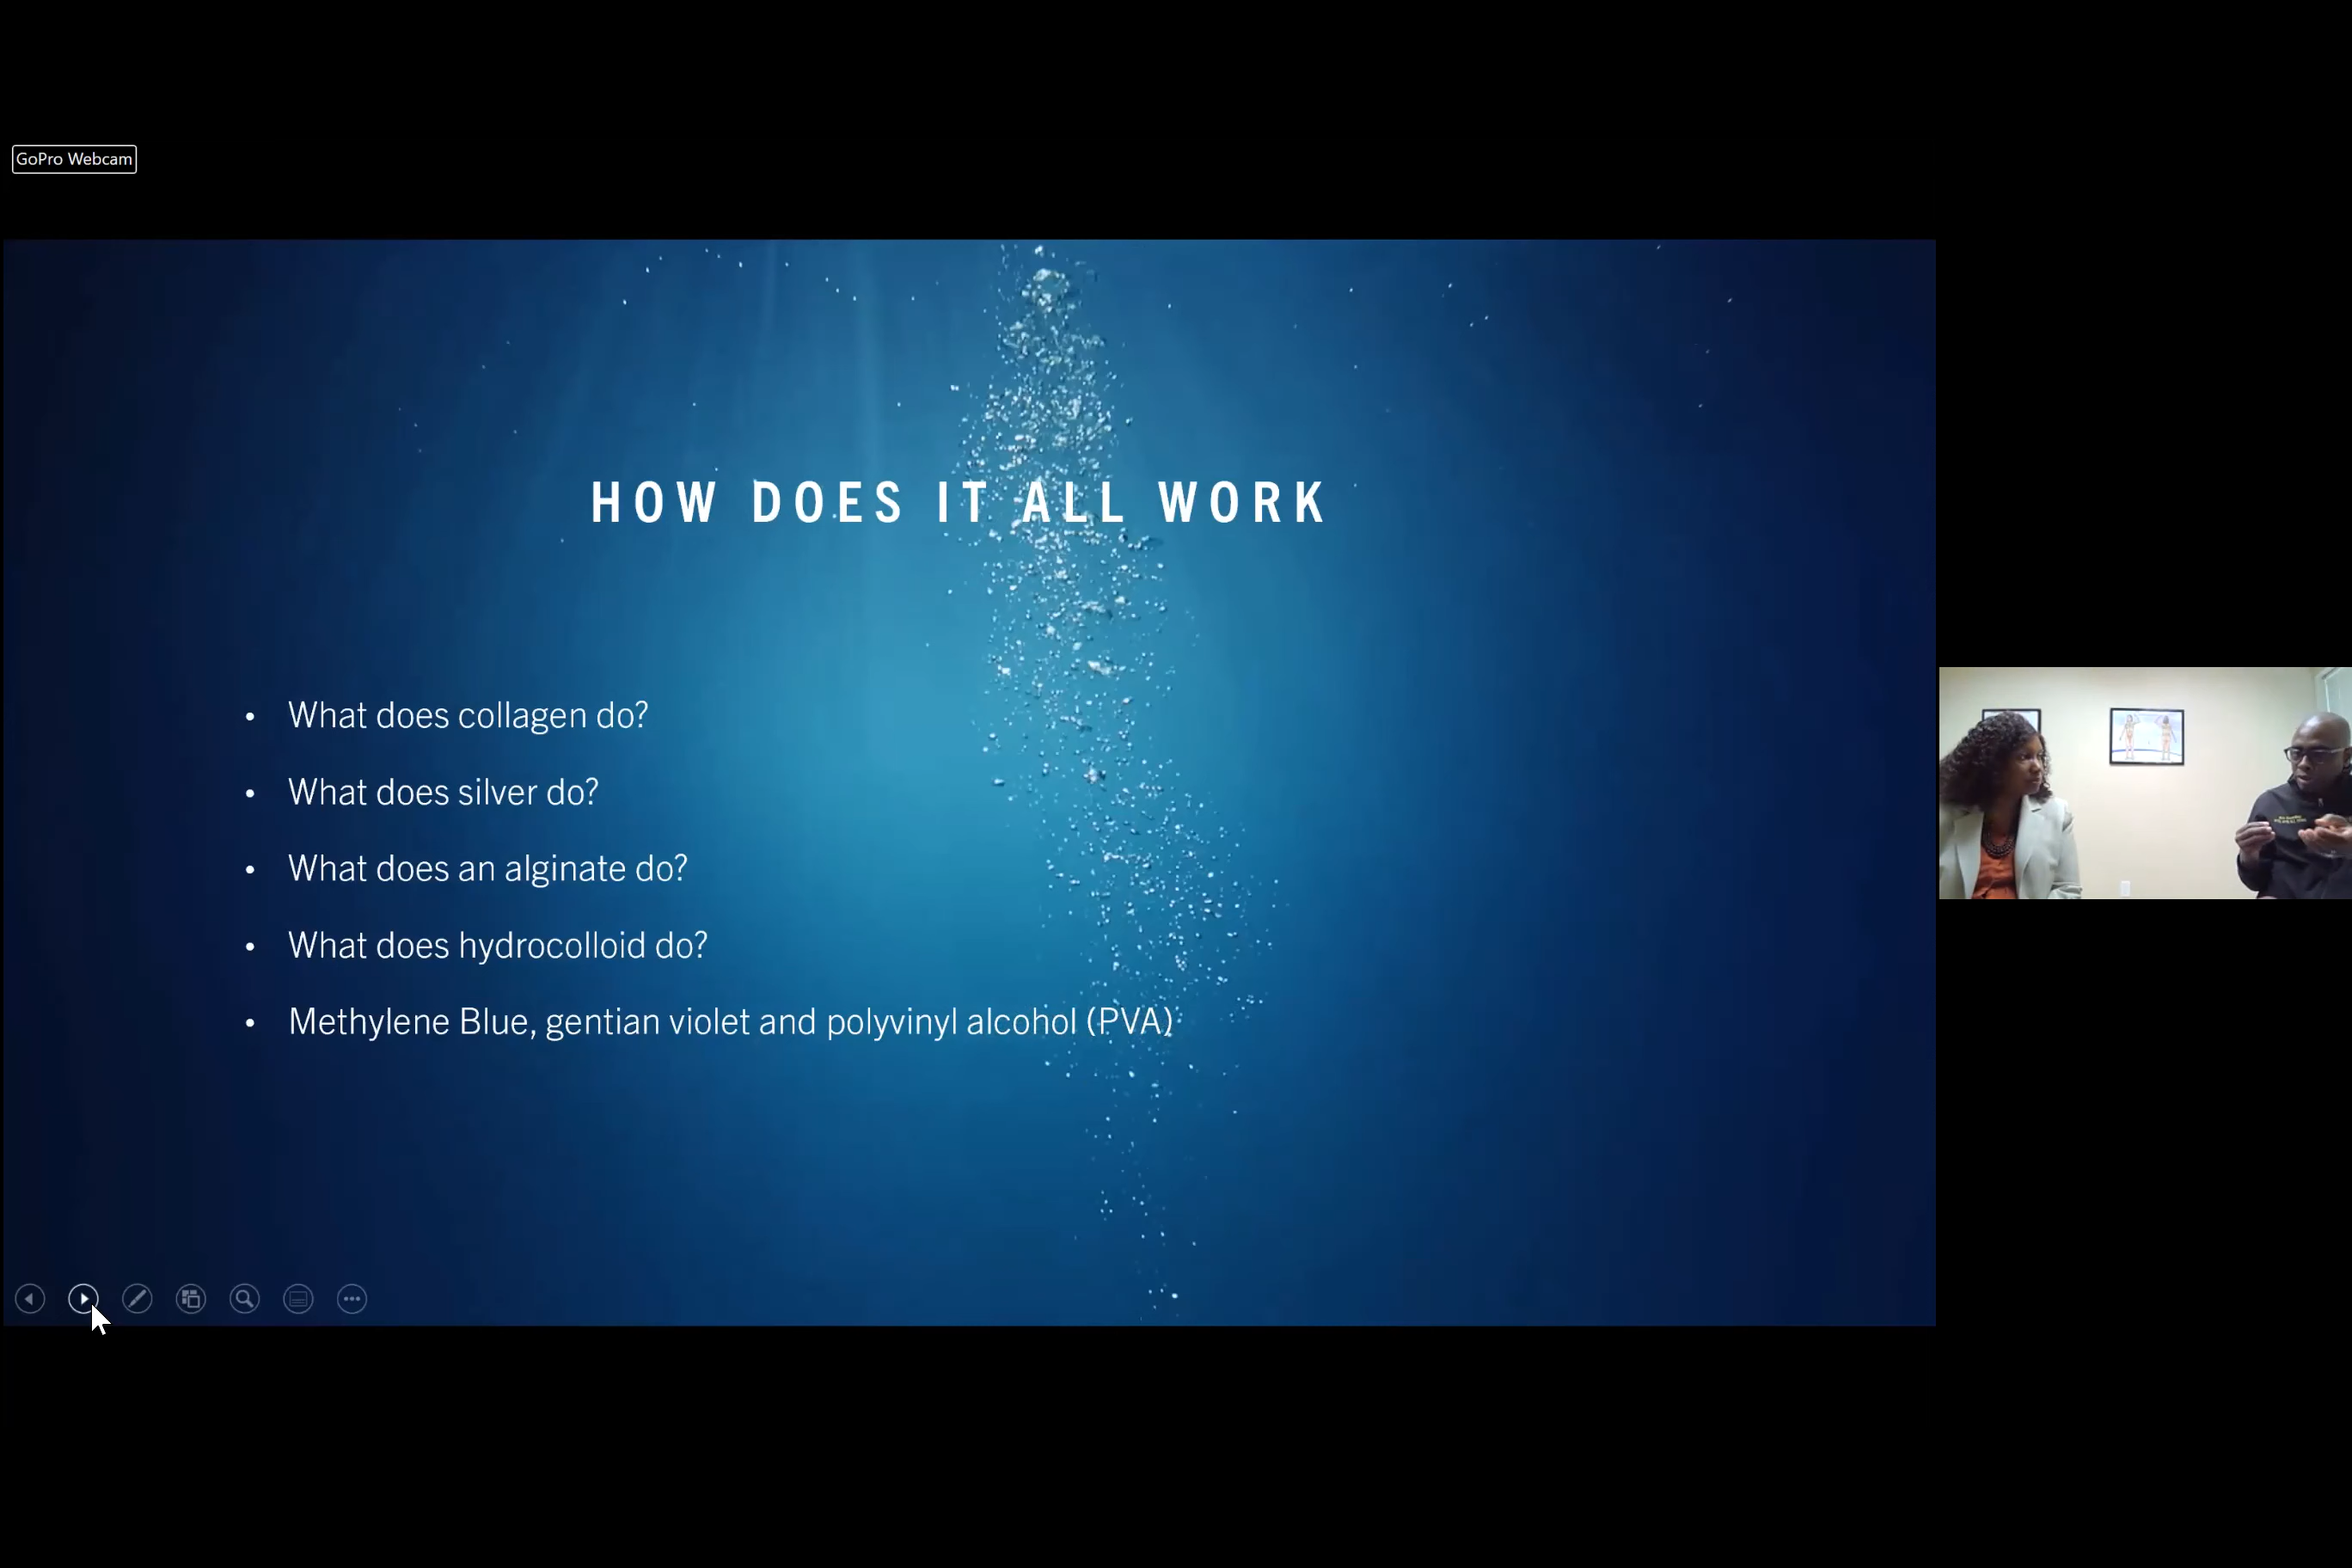 GoPro Webcam
HOW DOES IT ALL WORK
• What does collagen do?
• What does silver do?
• What does an alginate do?
• What does hydrocolloid do?
• Methylene Blue, gentian violet and polyvinyl alcohol (PVA)